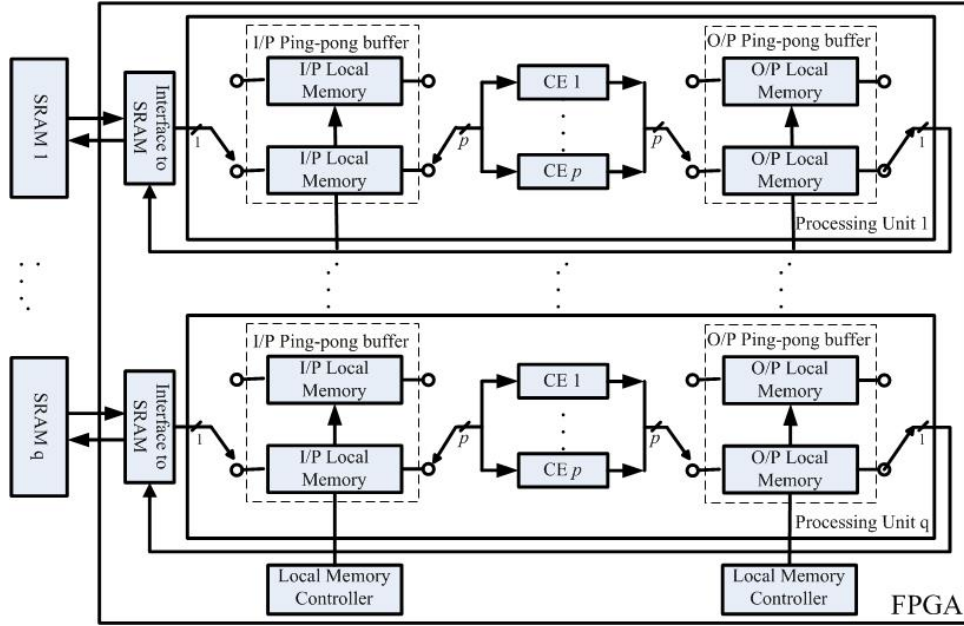 I/P Ping-pong buffer
O/P Ping-pong buffer
SRAM 1
Interface to
SRAM
I/P Local
Memory
CE 1
O/P Local
Memory
1
p
p
1
I/P Local
Memory
CE p
O/P Local
Memory
Processing Unit 1
I/P Ping-pong buffer
O/P Ping-pong buffer
SRAM q
Interface to
SRAM
I/P Local
Memory
CE 1
O/P Local
Memory
1
p
p
1
I/P Local
Memory
CE p
O/P Local
Memory
Processing Unit q
Local Memory
Controller
Local Memory
Controller
FPGA